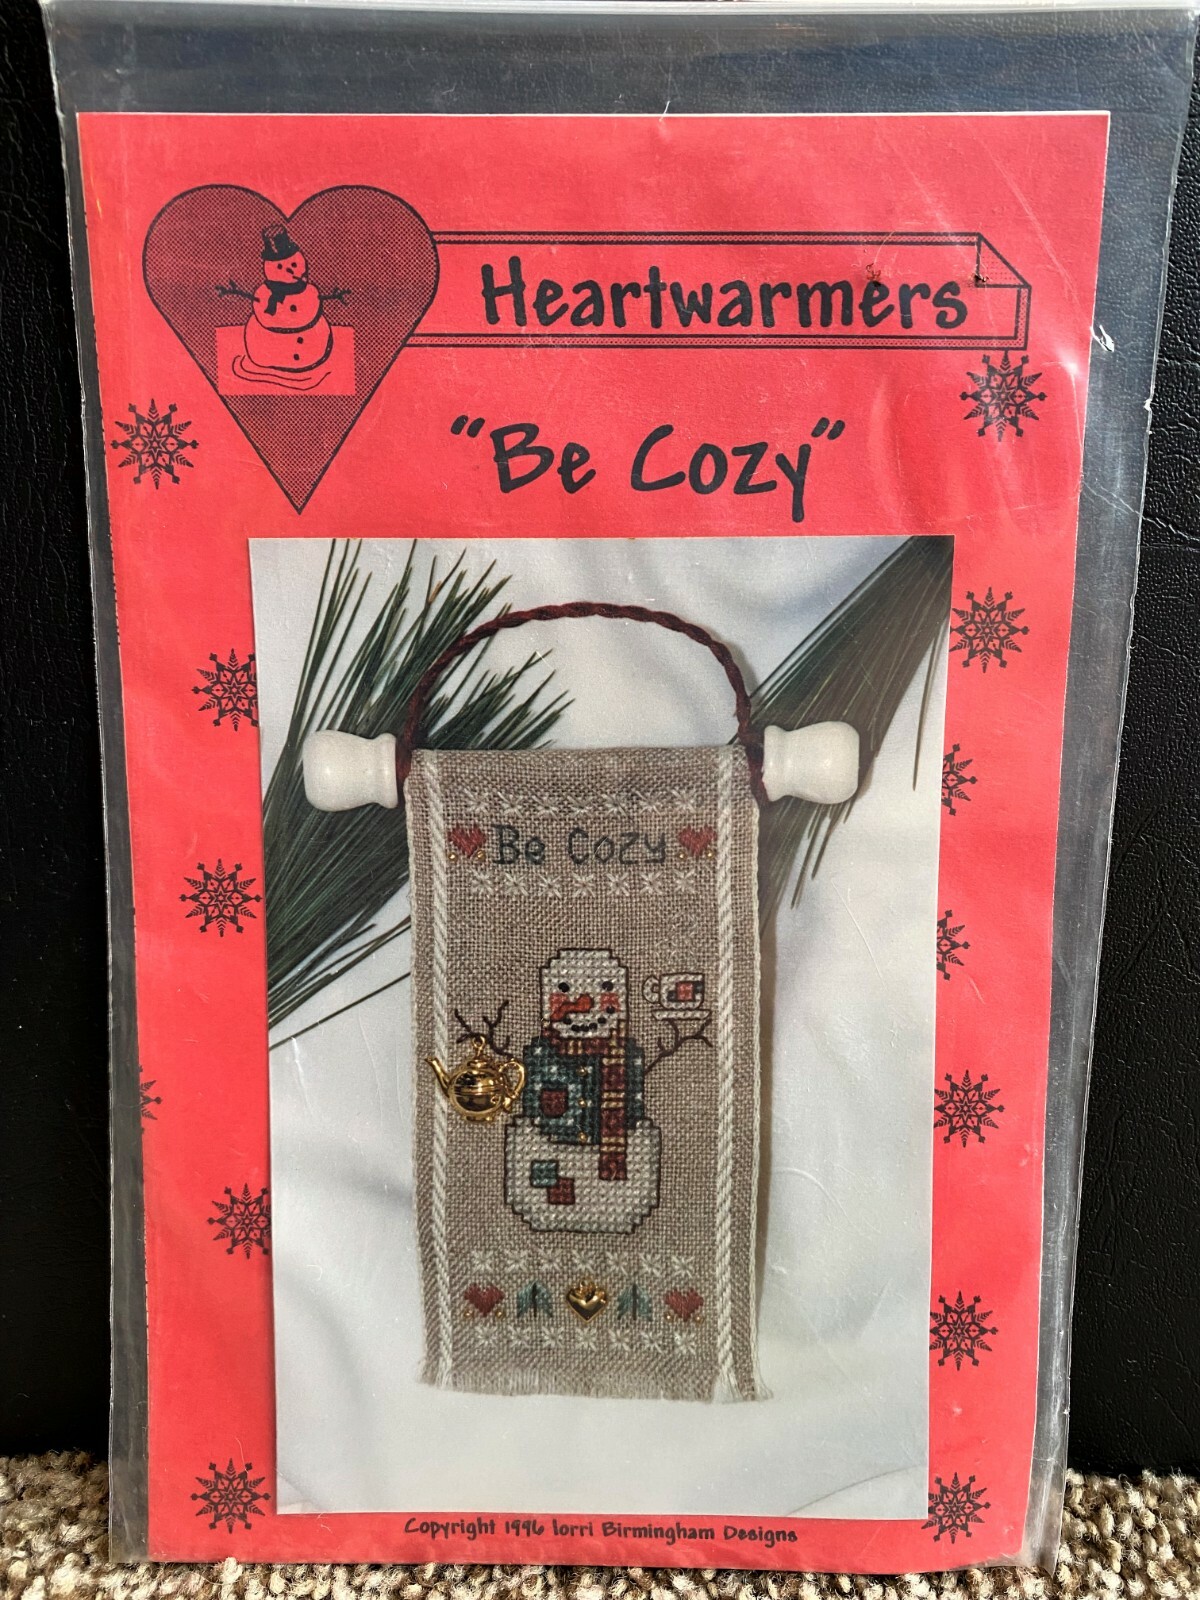 Heartwarmers
"Be Cozy"
Be Cozy
Copyright 1996 lorri Birmingham Designs